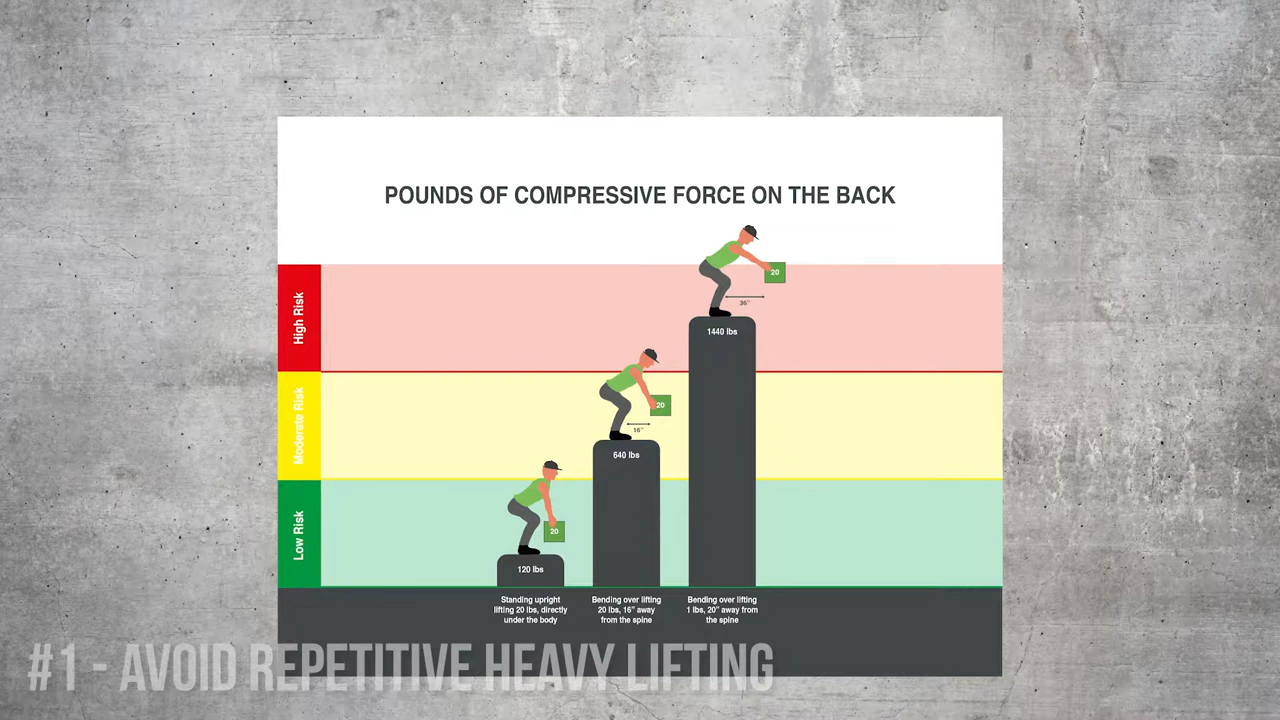 POUNDS OF COMPRESSIVE FORCE ON THE BACK
High Risk
Moderate Risk
Low Risk
20
36"
1440 lbs
20
16"
640 lbs
20
120 lbs
Standing upright
lifting 20 lbs, directly
under the body
Bending over lifting
20 lbs, 16" away
from the spine
Bending over lifting
1 lbs, 20" away from
the spine
#1 - AVOID REPETITIVE HEAVY LIFTING